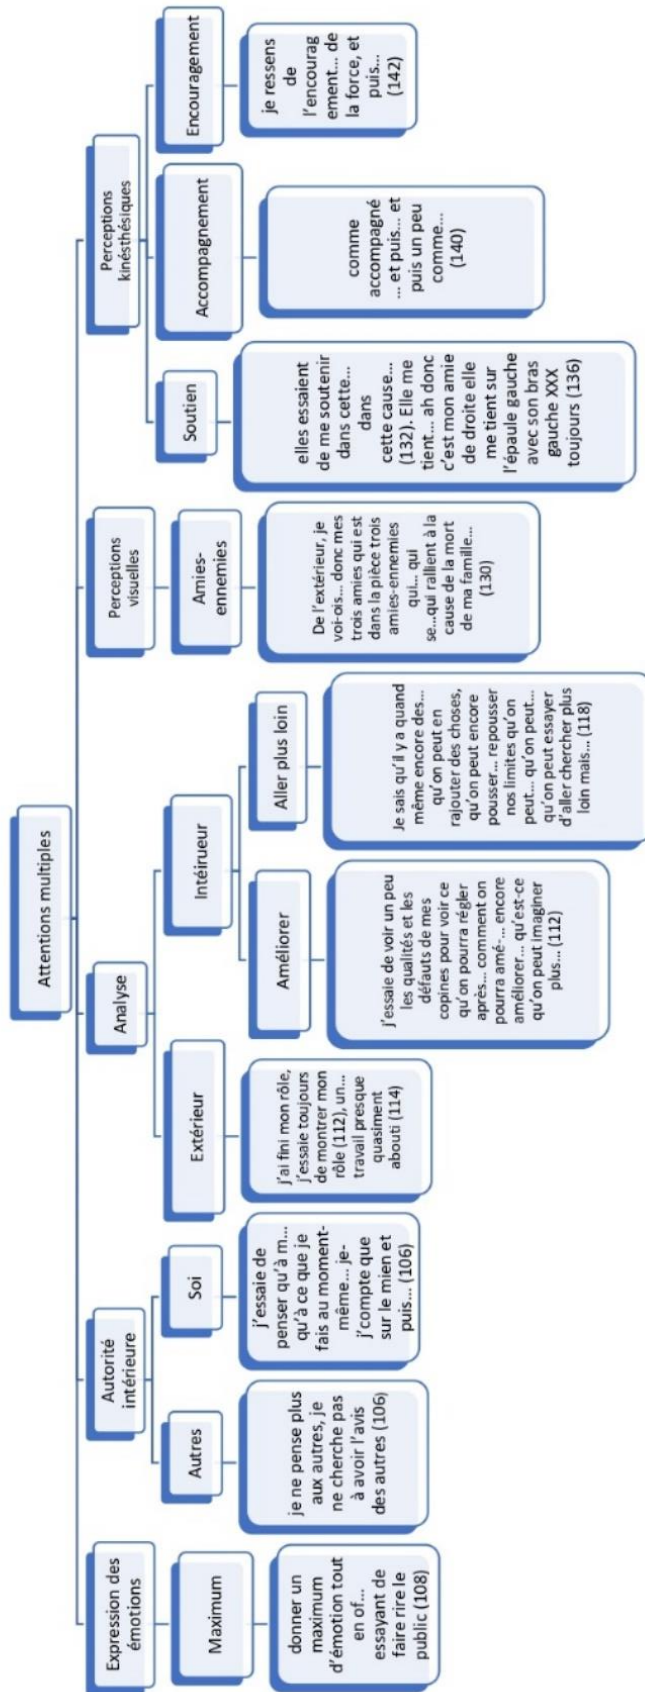 Attentions multiples
Expression des
émotions
Maximum
donner un
maximum
d'émotion tout
en of...
essayant de
faire rire le
public (108)
Autorité
intérieure
Autres
je ne pense plus
aux autres, je
ne cherche pas
à avoir l'avis
des autres (106)
Soi
j'essaie de
penser qu'à m...
qu'à ce que je
fais au moment-
même... je-
j'compte que
sur le mien et
puis... (106)
Analyse
Extérieur
j'ai fini mon rôle,
j'essaie toujours
de montrer mon
rôle (112), un...
travail presque
quasiment
abouti (114)
Intéirueur
Améliorer
j'essaie de voir un peu
les qualités et les
défauts de mes
copines pour voir ce
qu'on pourra régler
après... comment on
pourra amé-... encore
améliorer... qu'est-ce
qu'on peut imaginer
plus... (112)
Aller plus loin
Je sais qu'il y a quand
même encore des...
qu'on peut en
rajouter des choses,
qu'on peut encore
pousser... repousser
nos limites qu'on
peut... qu'on peut...
qu'on peut essayer
d'aller chercher plus
loin mais... (118)
Perceptions
visuelles
Amies-
ennemies
De l'extérieur, je
voi-ois... donc mes
trois amies qui est
dans la pièce trois
amies-ennemies
qui... qui
se...qui rallient à la
cause de la mort
de ma famille...
(130)
Perceptions
kinésthésiques
Soutien
elles essaient
de me soutenir
dans cette...
dans
cette cause...
(132). Elle me
tient... ah donc
c'est mon amie
de droite elle
me tient sur
l'épaule gauche
avec son bras
gauche XXX
toujours (136)
Accompagnement
comme
accompagné
... et puis... et
puis un peu
comme...
(140)
Encouragement
je ressens
de
l'encourag
ement... de
la force, et
puis...
(142)